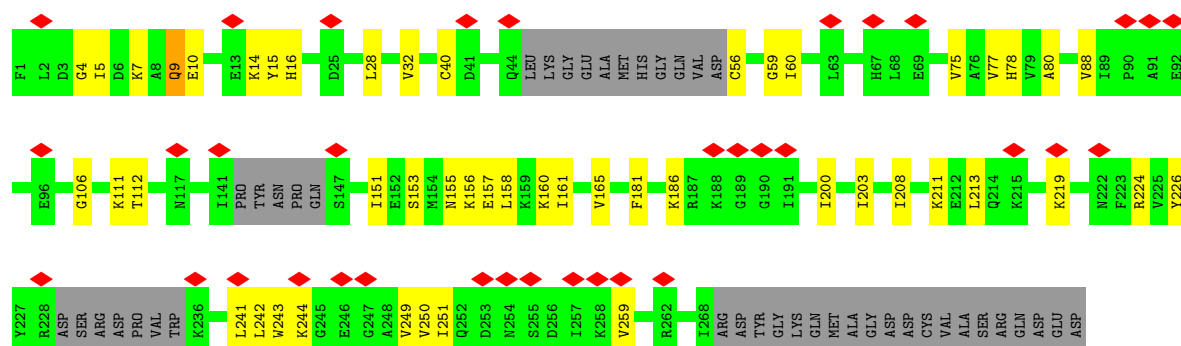 F1 L2 D3 G4 I5 D6 K7 A8 Q9 E10 E13 K14 Y15 H16 D25 L28 V32 C40 D41 Q44 LEU LYS GLY GLU ALA MET HIS GLY GLN VAL ASP C56 G59 I60 L63 H67 L68 E69 V75 A76 V77 H78 V79 A80 V88 I89 P90 A91 E92
E96 G106 K111 T112 N117 I141 PRO TYR ASN PRO GLN S147 I151 E152 S153 M154 N155 K156 E157 L158 K159 K160 I161 V165 F181 K186 R187 K188 G189 G190 I191 I200 I203 I208 K211 E212 L213 Q214 K215 K219 N222 F223 R224 V225 Y226
Y227 R228 ASP SER ARG ASP PRO VAL TRP K236 L241 L242 W243 K244 G245 E246 G247 A248 V249 V250 I251 Q252 D253 N254 S255 D256 I257 K258 V259 R262 I268 ARG ASP TYR GLY LYS GLN MET ALA GLY ASP ASP CYS VAL ALA SER ARG GLN ASP GLU ASP